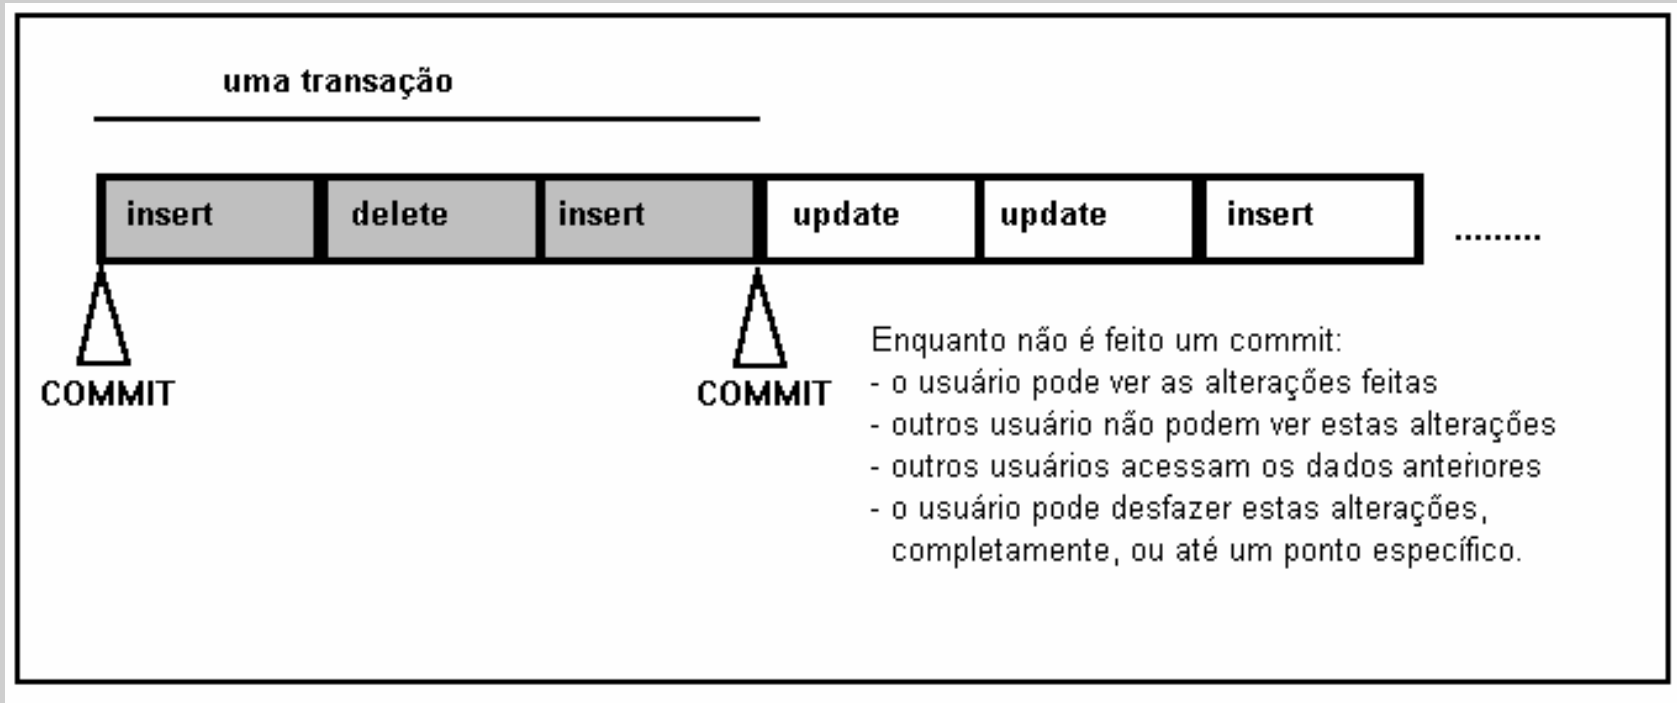 uma transação
insert delete insert update update insert .........
COMMIT COMMIT
Enquanto não é feito um commit:
- o usuário pode ver as alterações feitas
- outros usuário não podem ver estas alterações
- outros usuários acessam os dados anteriores
- o usuário pode desfazer estas alterações,
completamente, ou até um ponto específico.